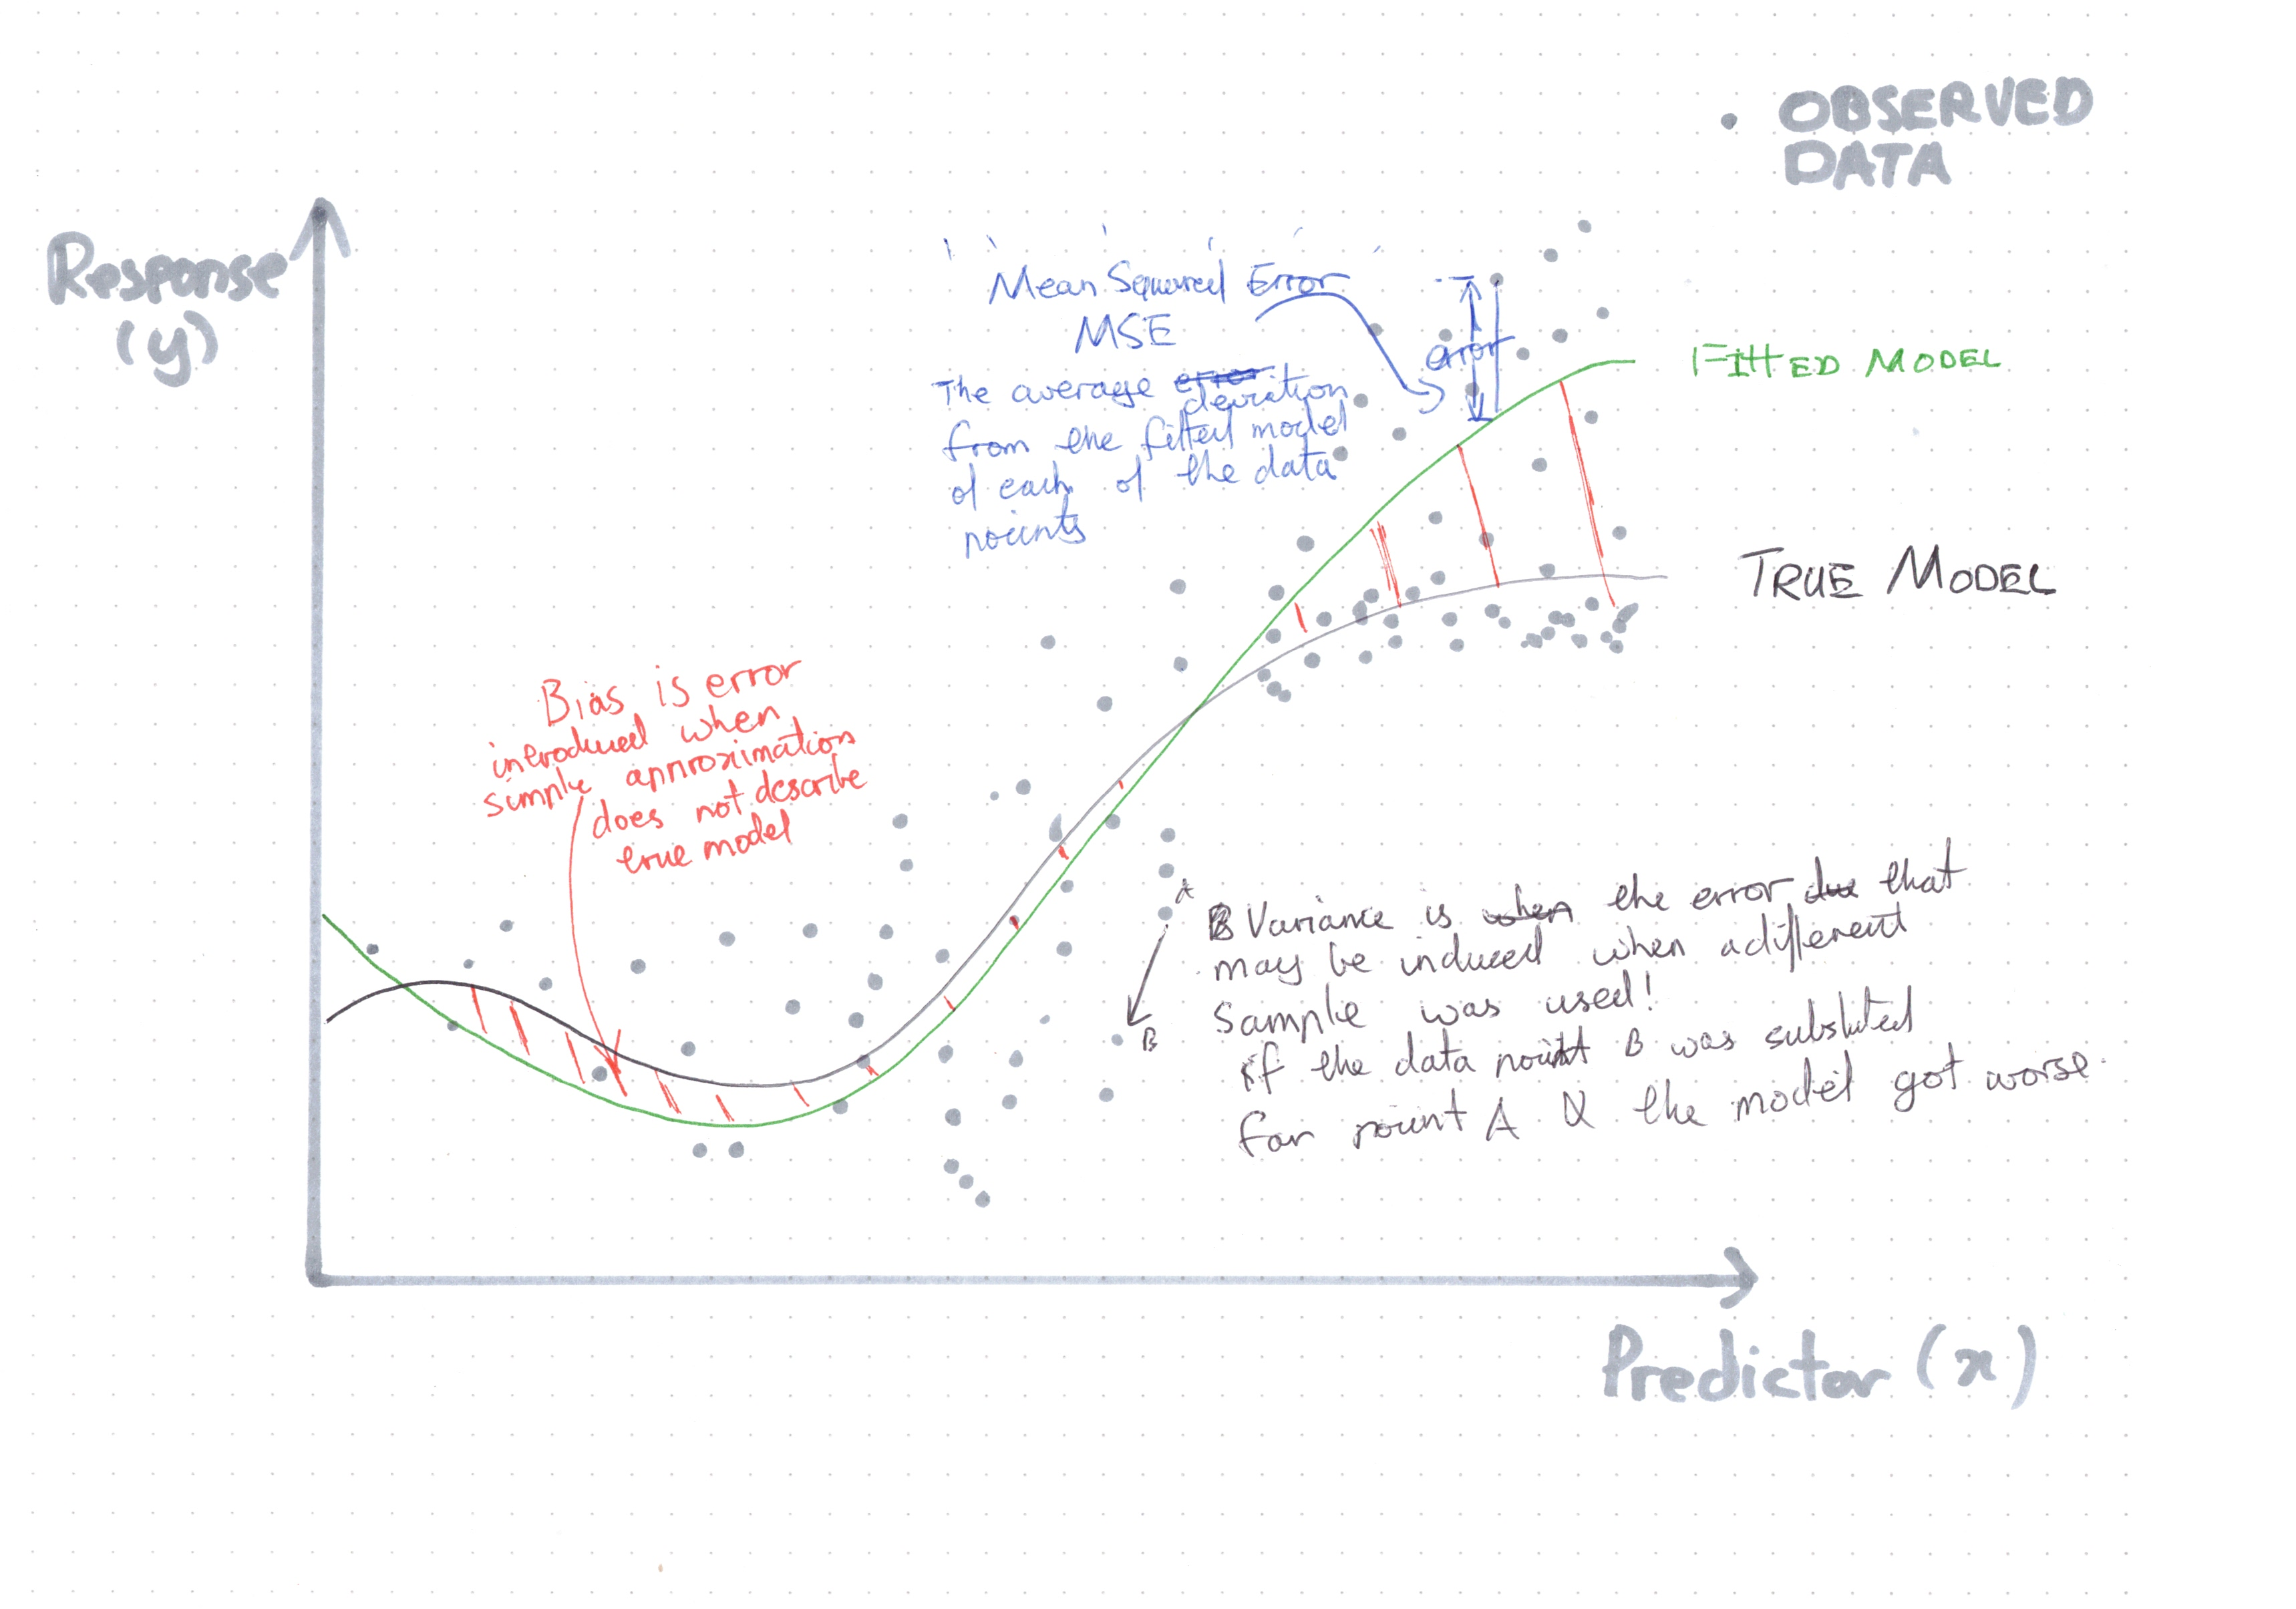 • OBSERVED
DATA
Response
(y)
Mean Squared Error
MSE
error
The average error deviation
from the fitted model
of each of the data
points
FITTED MODEL
TRUE MODEL
Bias is error
introduced when
simple approximation
does not describe
true model
A
B
Variance is when the error due that
may be induced when a different
sample was used!
if the data point B was substuted
for point A & the model got worse.
Predictor (x)